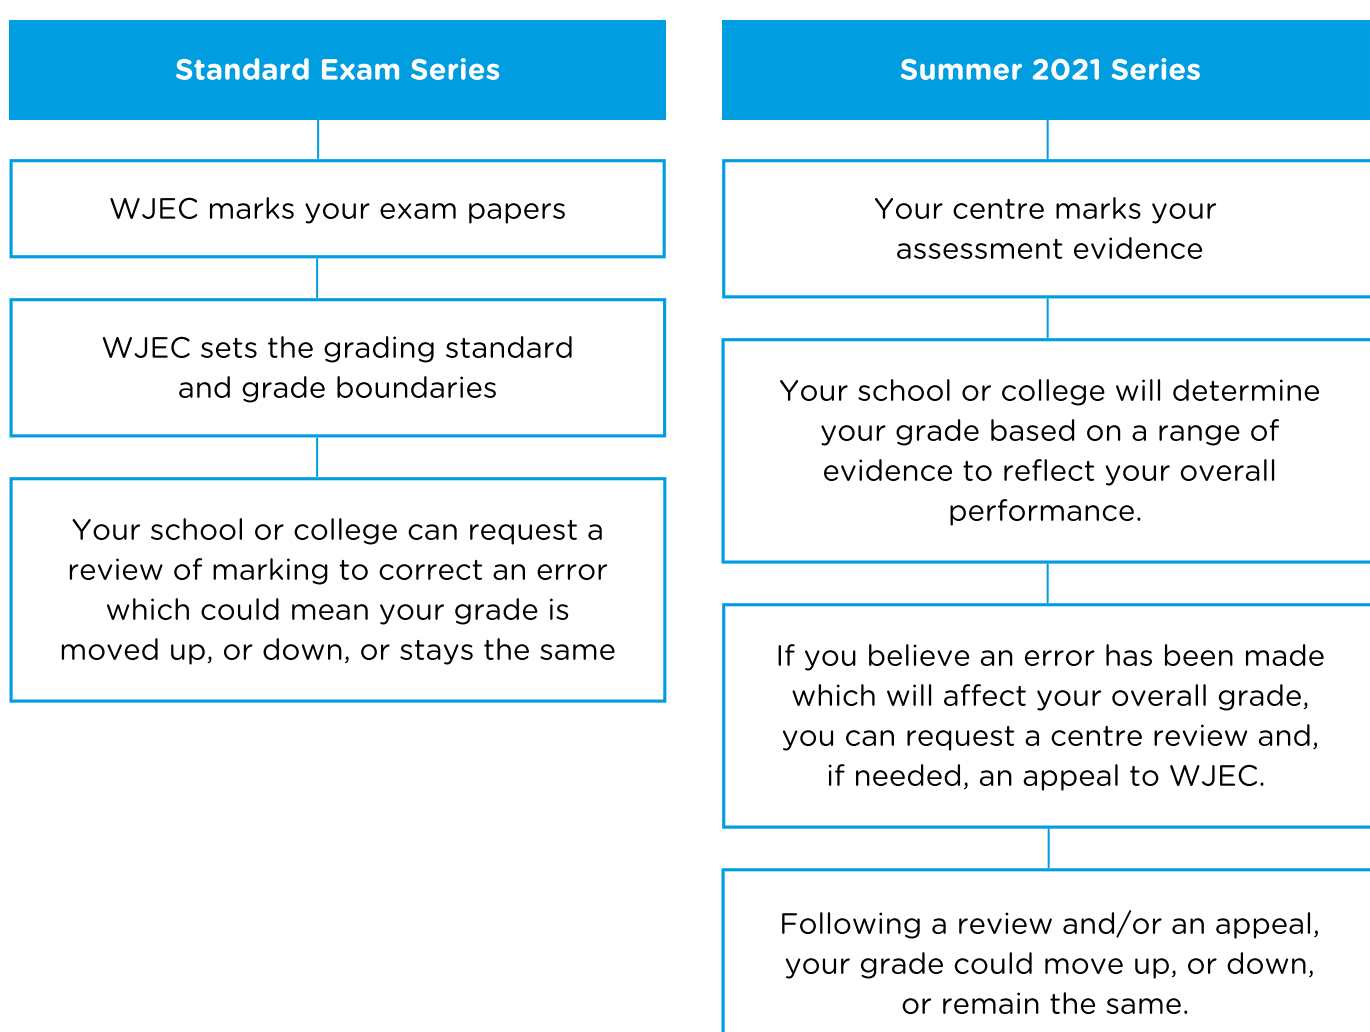 Standard Exam Series
WJEC marks your exam papers
WJEC sets the grading standard
and grade boundaries
Your school or college can request a
review of marking to correct an error
which could mean your grade is
moved up, or down, or stays the same
Summer 2021 Series
Your centre marks your
assessment evidence
Your school or college will determine
your grade based on a range of
evidence to reflect your overall
performance.
If you believe an error has been made
which will affect your overall grade,
you can request a centre review and,
if needed, an appeal to WJEC.
Following a review and/or an appeal,
your grade could move up, or down,
or remain the same.